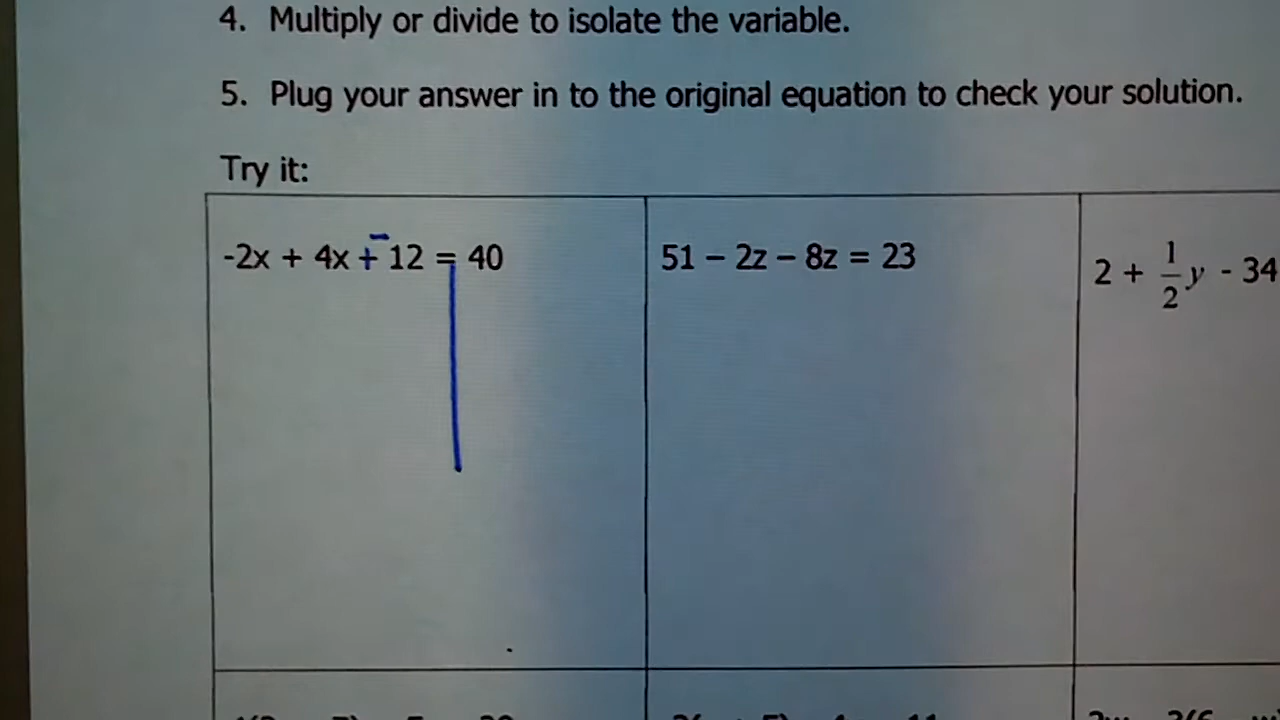 4. Multiply or divide to isolate the variable.
5. Plug your answer in to the original equation to check your solution.
Try it:
-2x + 4x + -12 = 40
51 – 2z – 8z = 23
2 + 1/2 y - 34